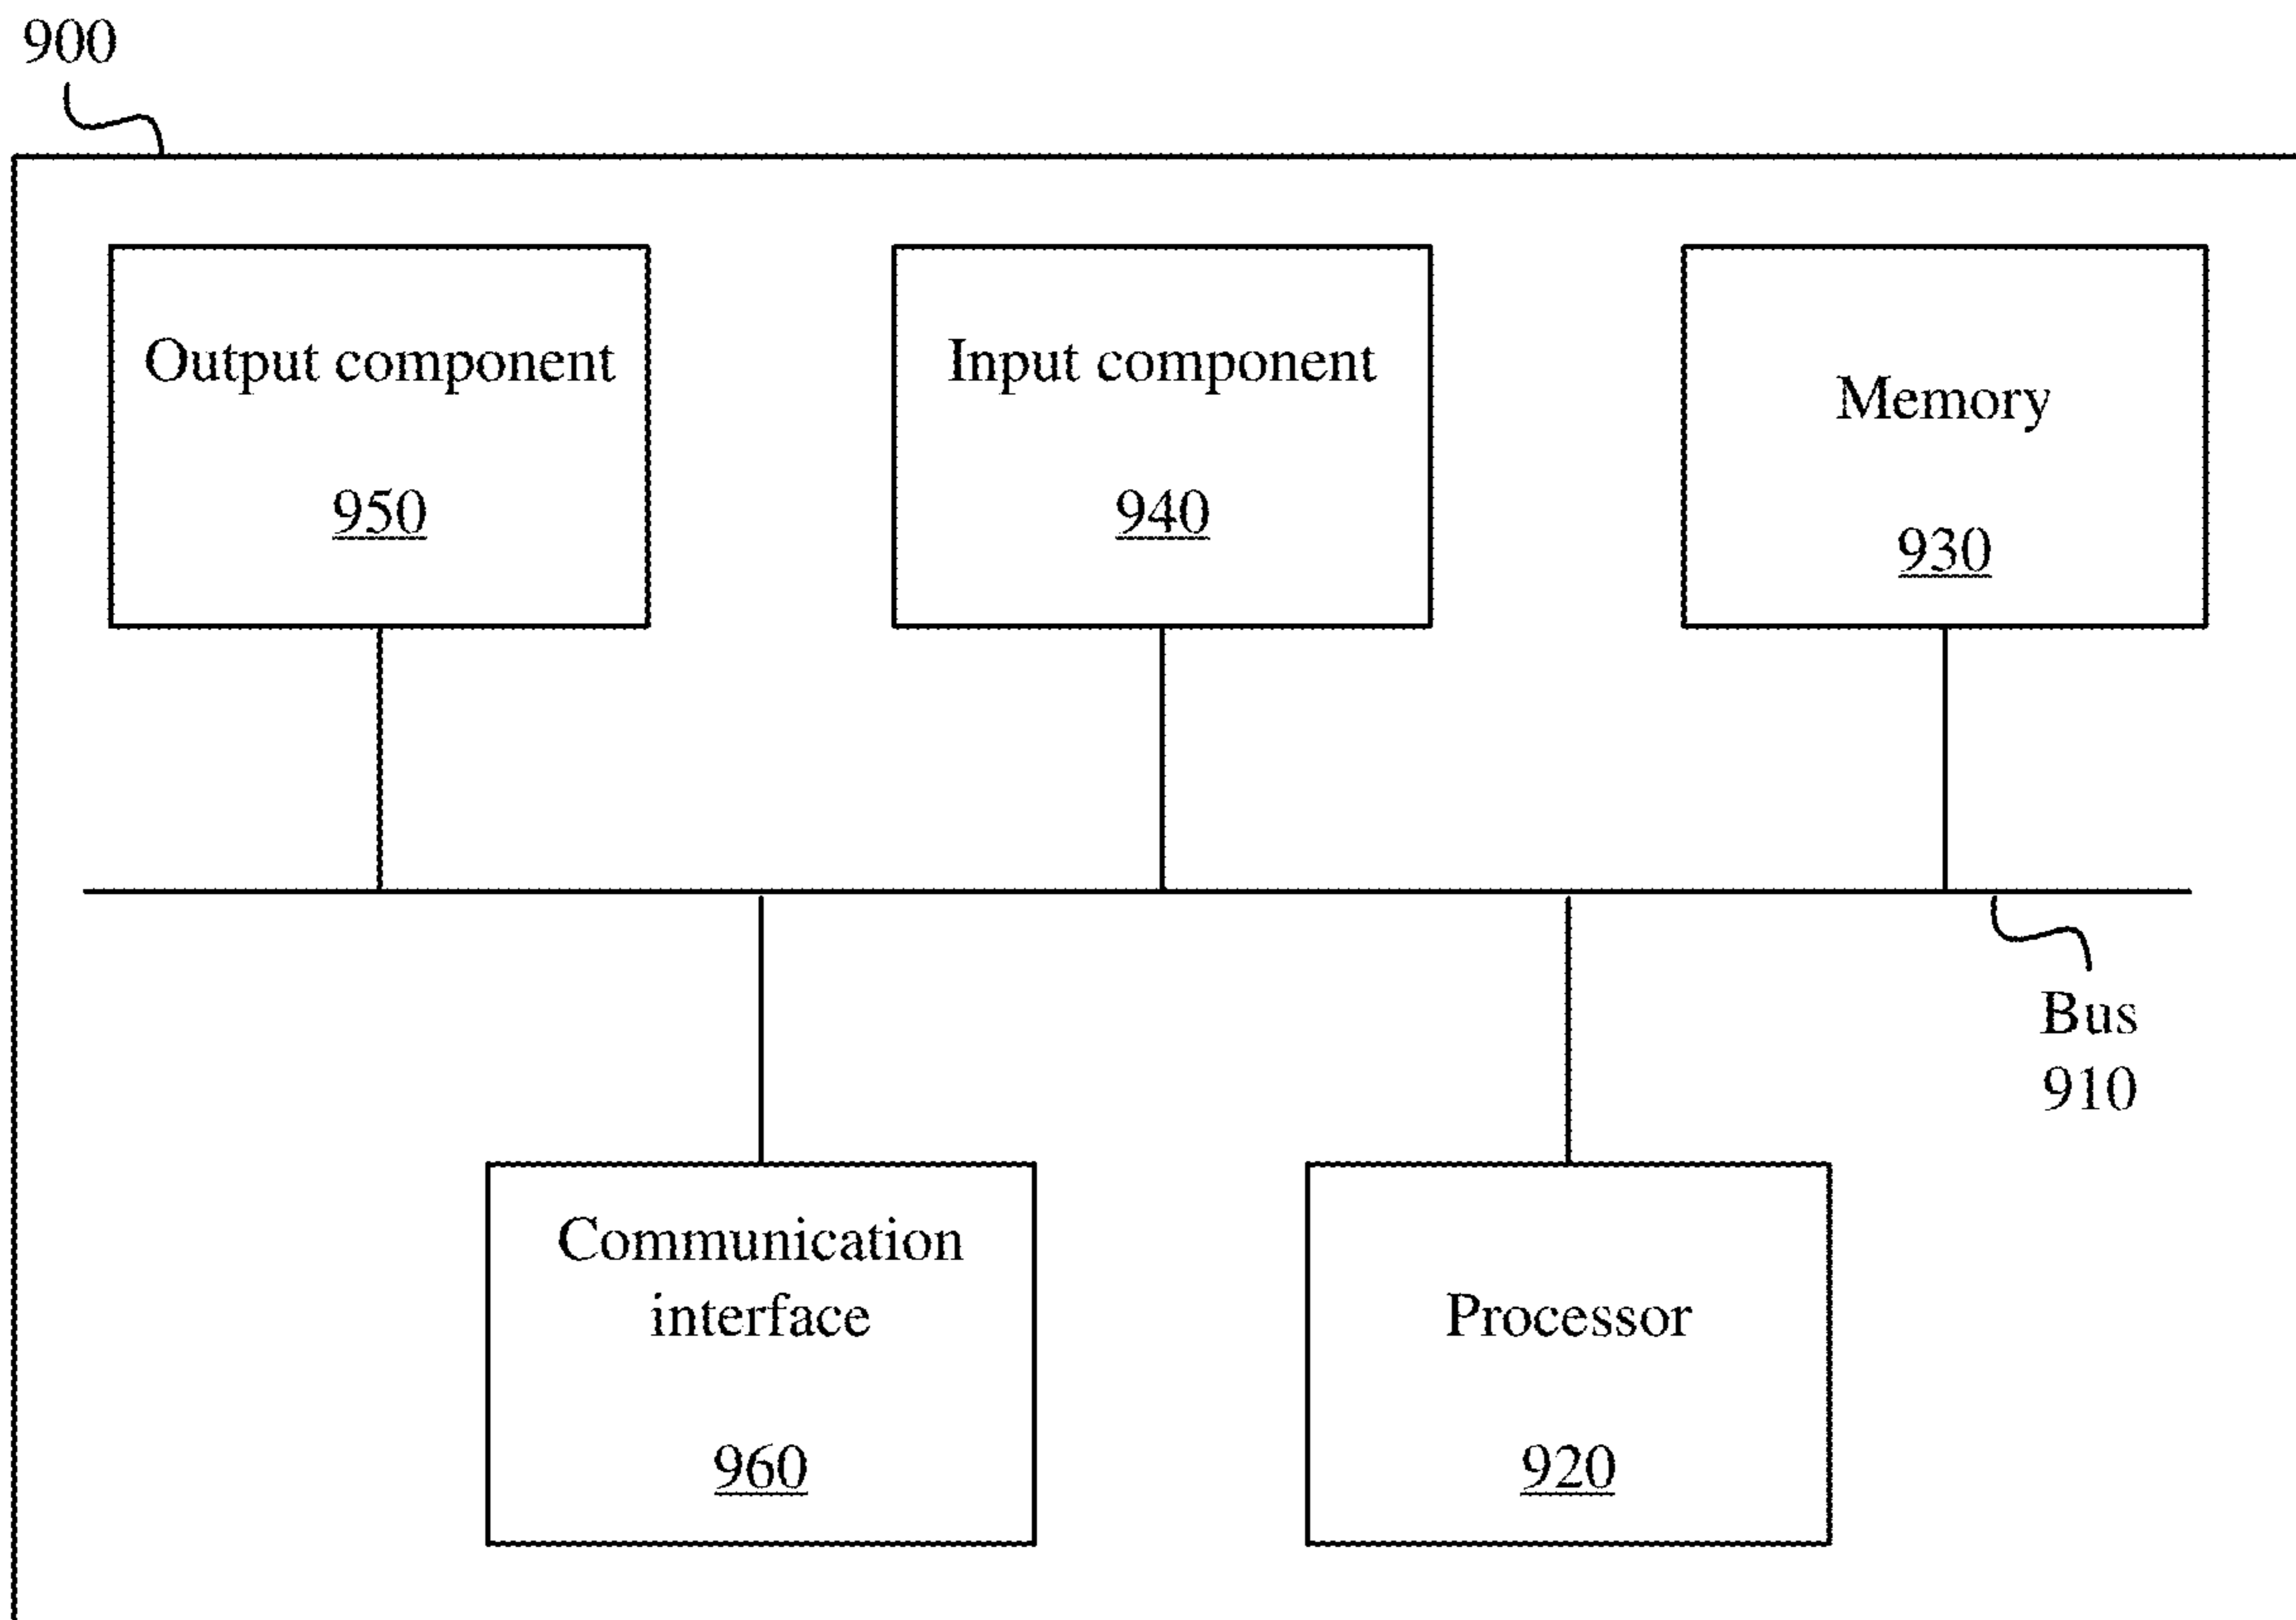 900
Output component
950
Input component
940
Memory
930
Bus
910
Communication
interface
960
Processor
920